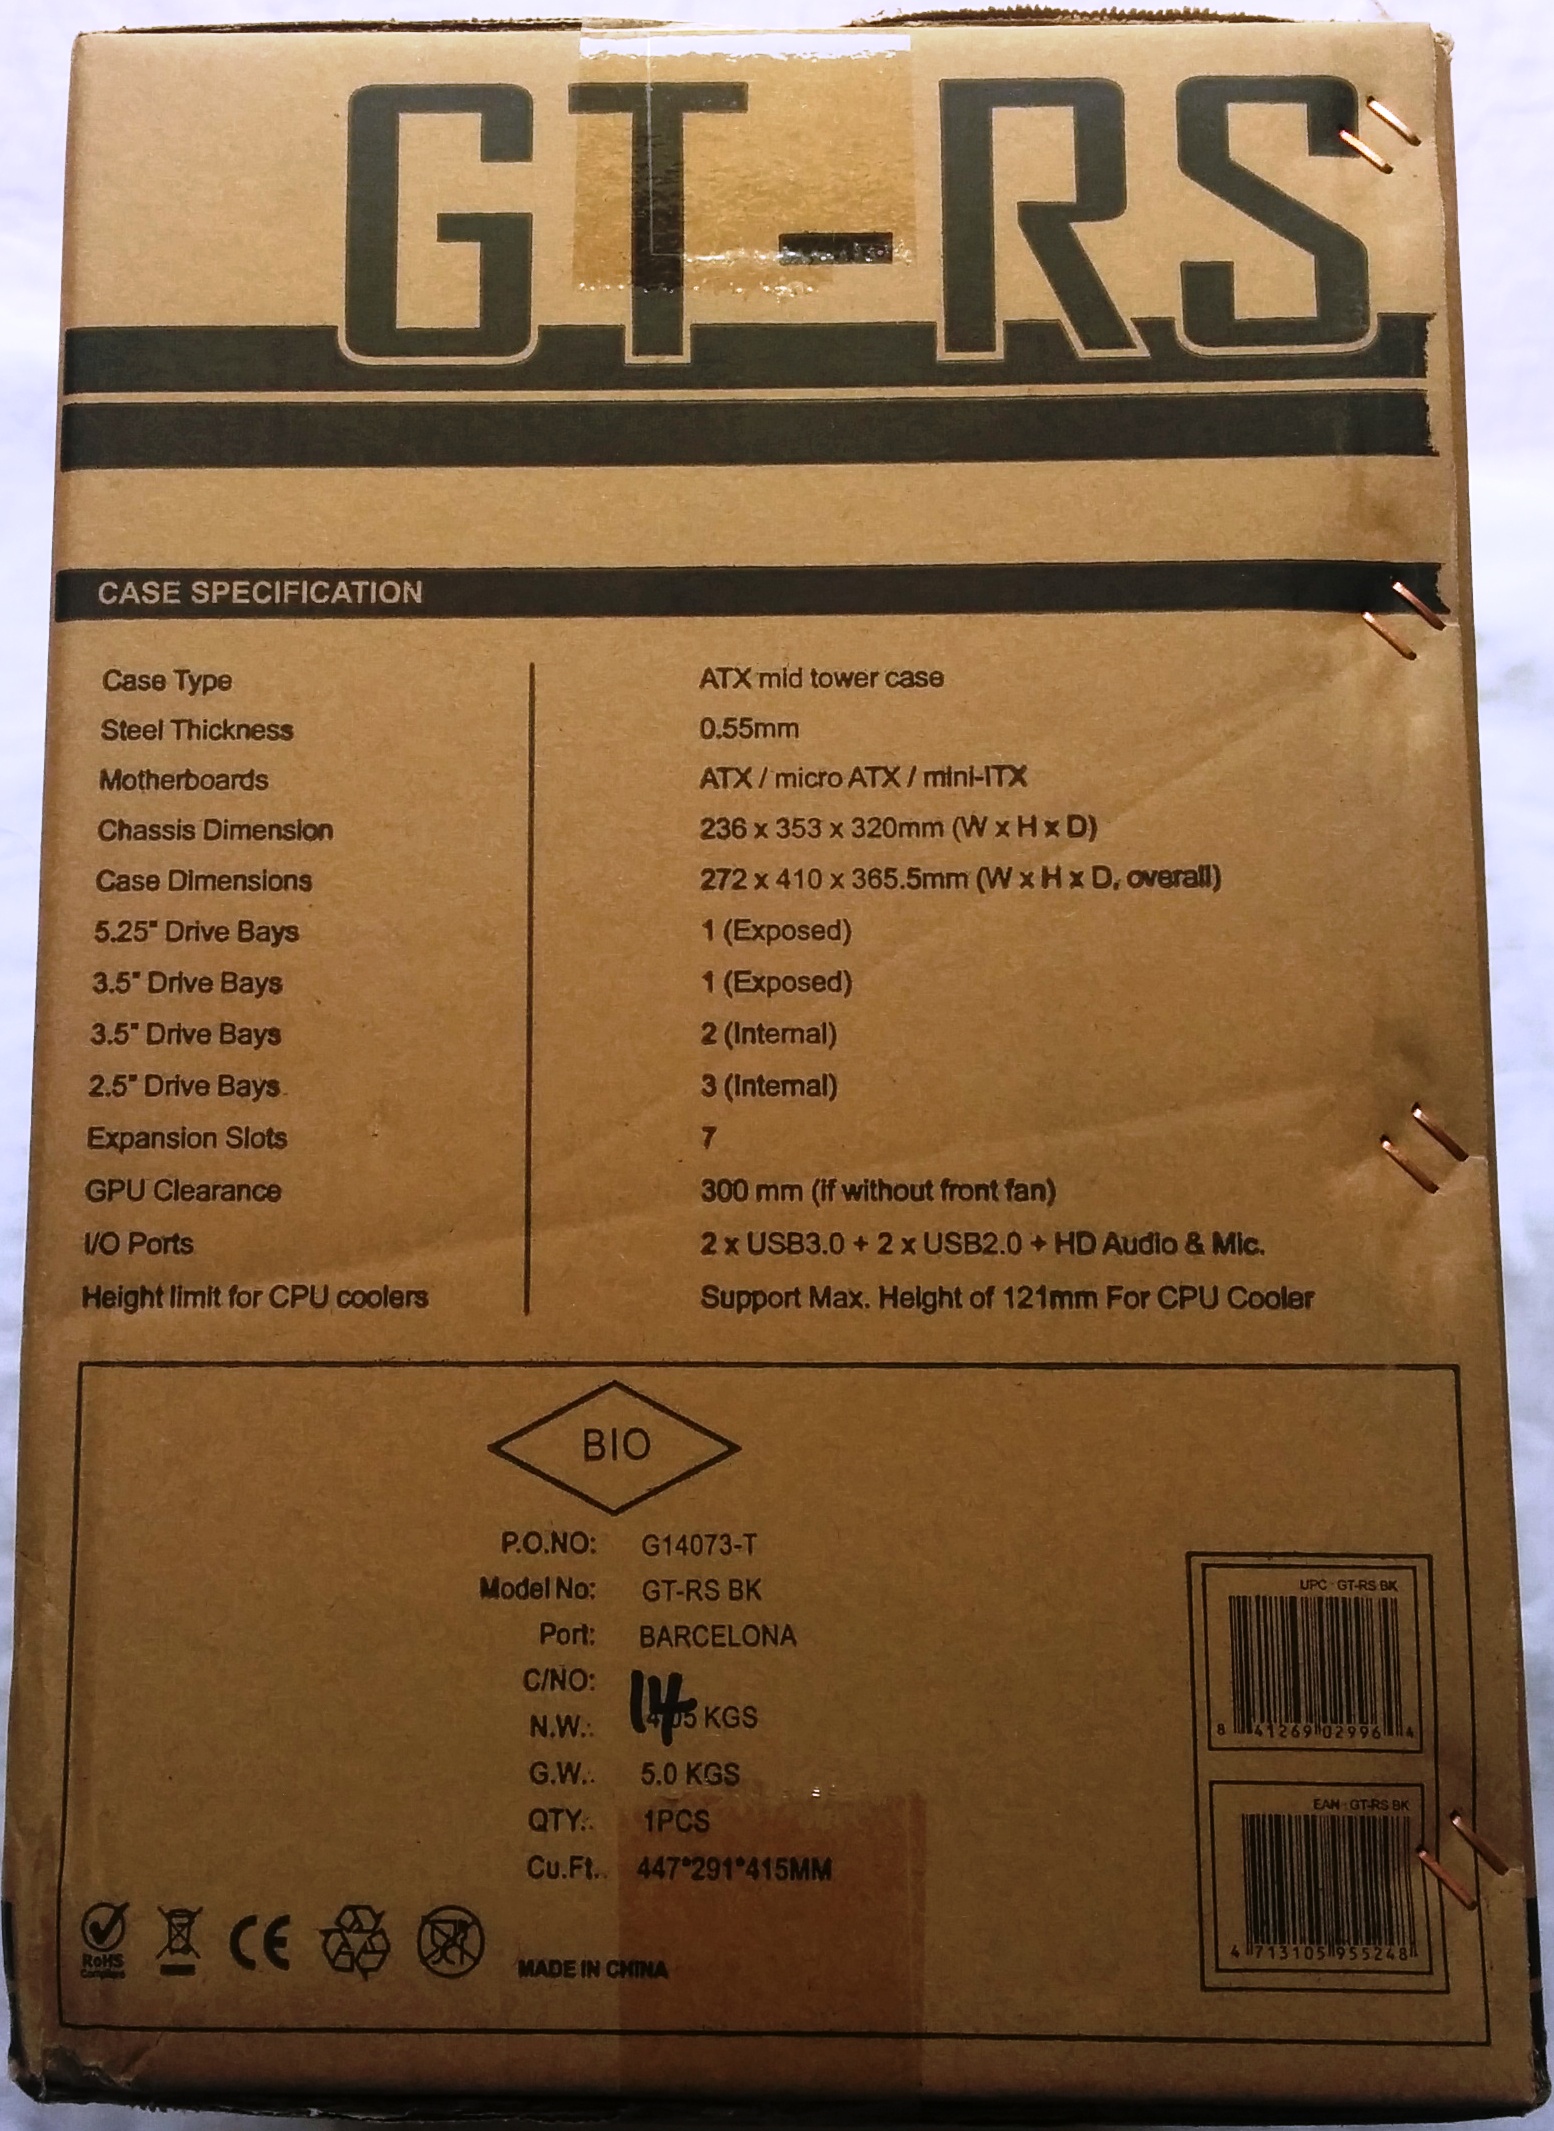 GT-RS
CASE SPECIFICATION
Case Type ATX mid tower case
Steel Thickness 0.55mm
Motherboards ATX / micro ATX / mini-ITX
Chassis Dimension 236 x 353 x 320mm (W x H x D)
Case Dimensions 272 x 410 x 365.5mm (W x H x D, overall)
5.25" Drive Bays 1 (Exposed)
3.5" Drive Bays 1 (Exposed)
3.5" Drive Bays 2 (Internal)
2.5" Drive Bays 3 (Internal)
Expansion Slots 7
GPU Clearance 300 mm (if without front fan)
I/O Ports 2 x USB3.0 + 2 x USB2.0 + HD Audio & Mic.
Height limit for CPU coolers Support Max. Height of 121mm For CPU Cooler
BIO
P.O.NO: G14073-T
Model No: GT-RS BK
Port: BARCELONA
C/NO: 14
N.W.: KGS
G.W.: 5.0 KGS
QTY.: 1PCS
Cu.Ft.. 447*291*415MM
UPC : GT-RS BK
8 41269 02996 4
EAN : GT-RS BK
4 713105 955248
RoHS
Compliant
CE
MADE IN CHINA